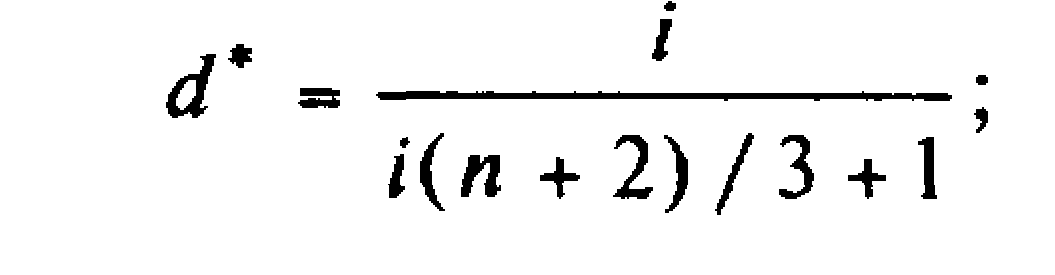 d* = i / i(n + 2) / 3 + 1 ;